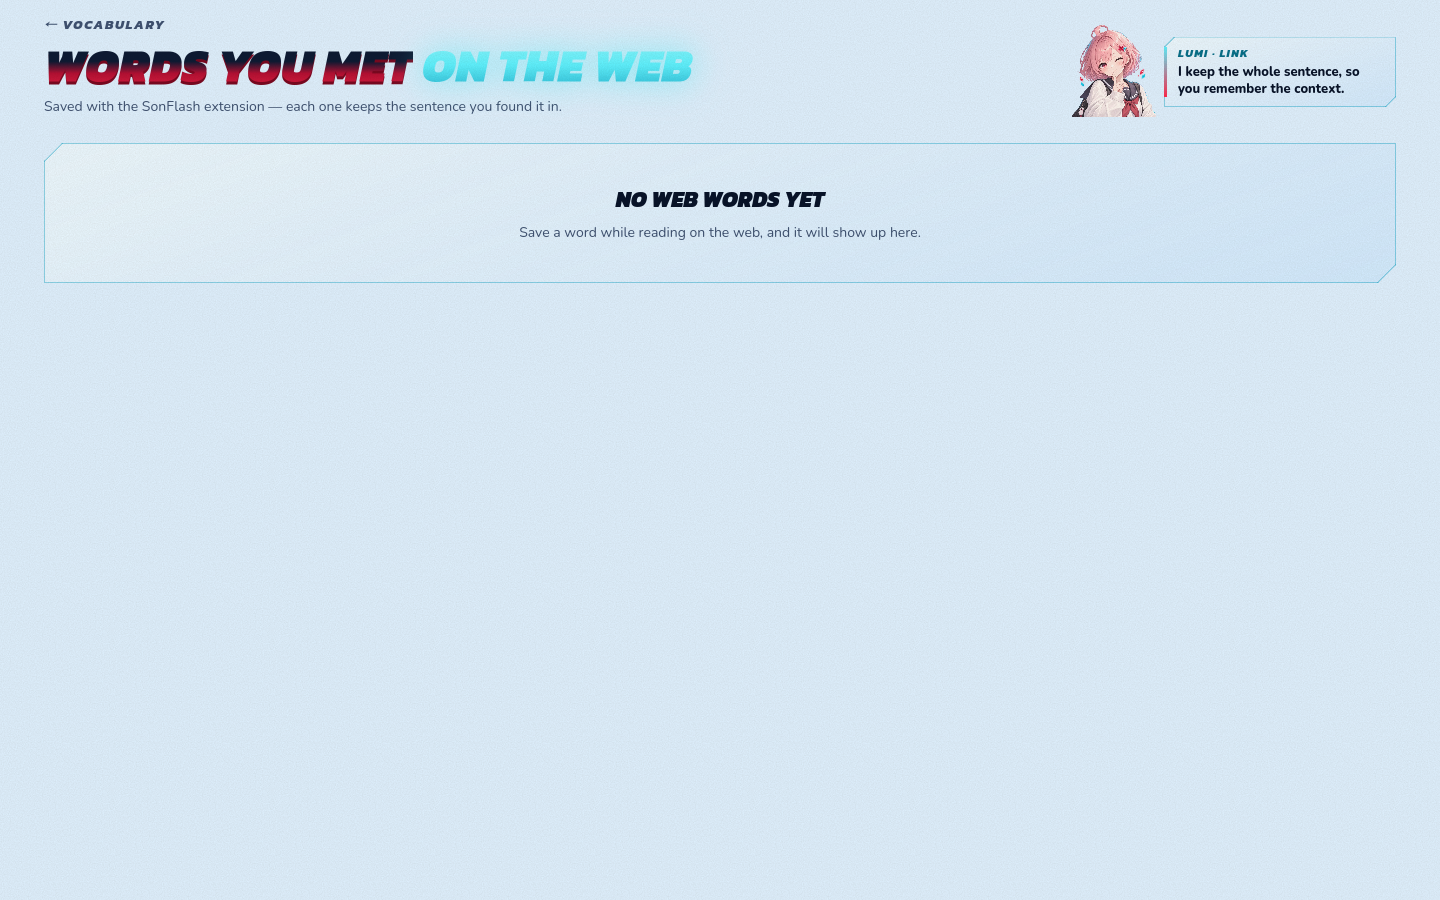 ← VOCABULARY
WORDS YOU MET ON THE WEB
Saved with the SonFlash extension — each one keeps the sentence you found it in.
LUMI · LINK
I keep the whole sentence, so
you remember the context.
NO WEB WORDS YET
Save a word while reading on the web, and it will show up here.